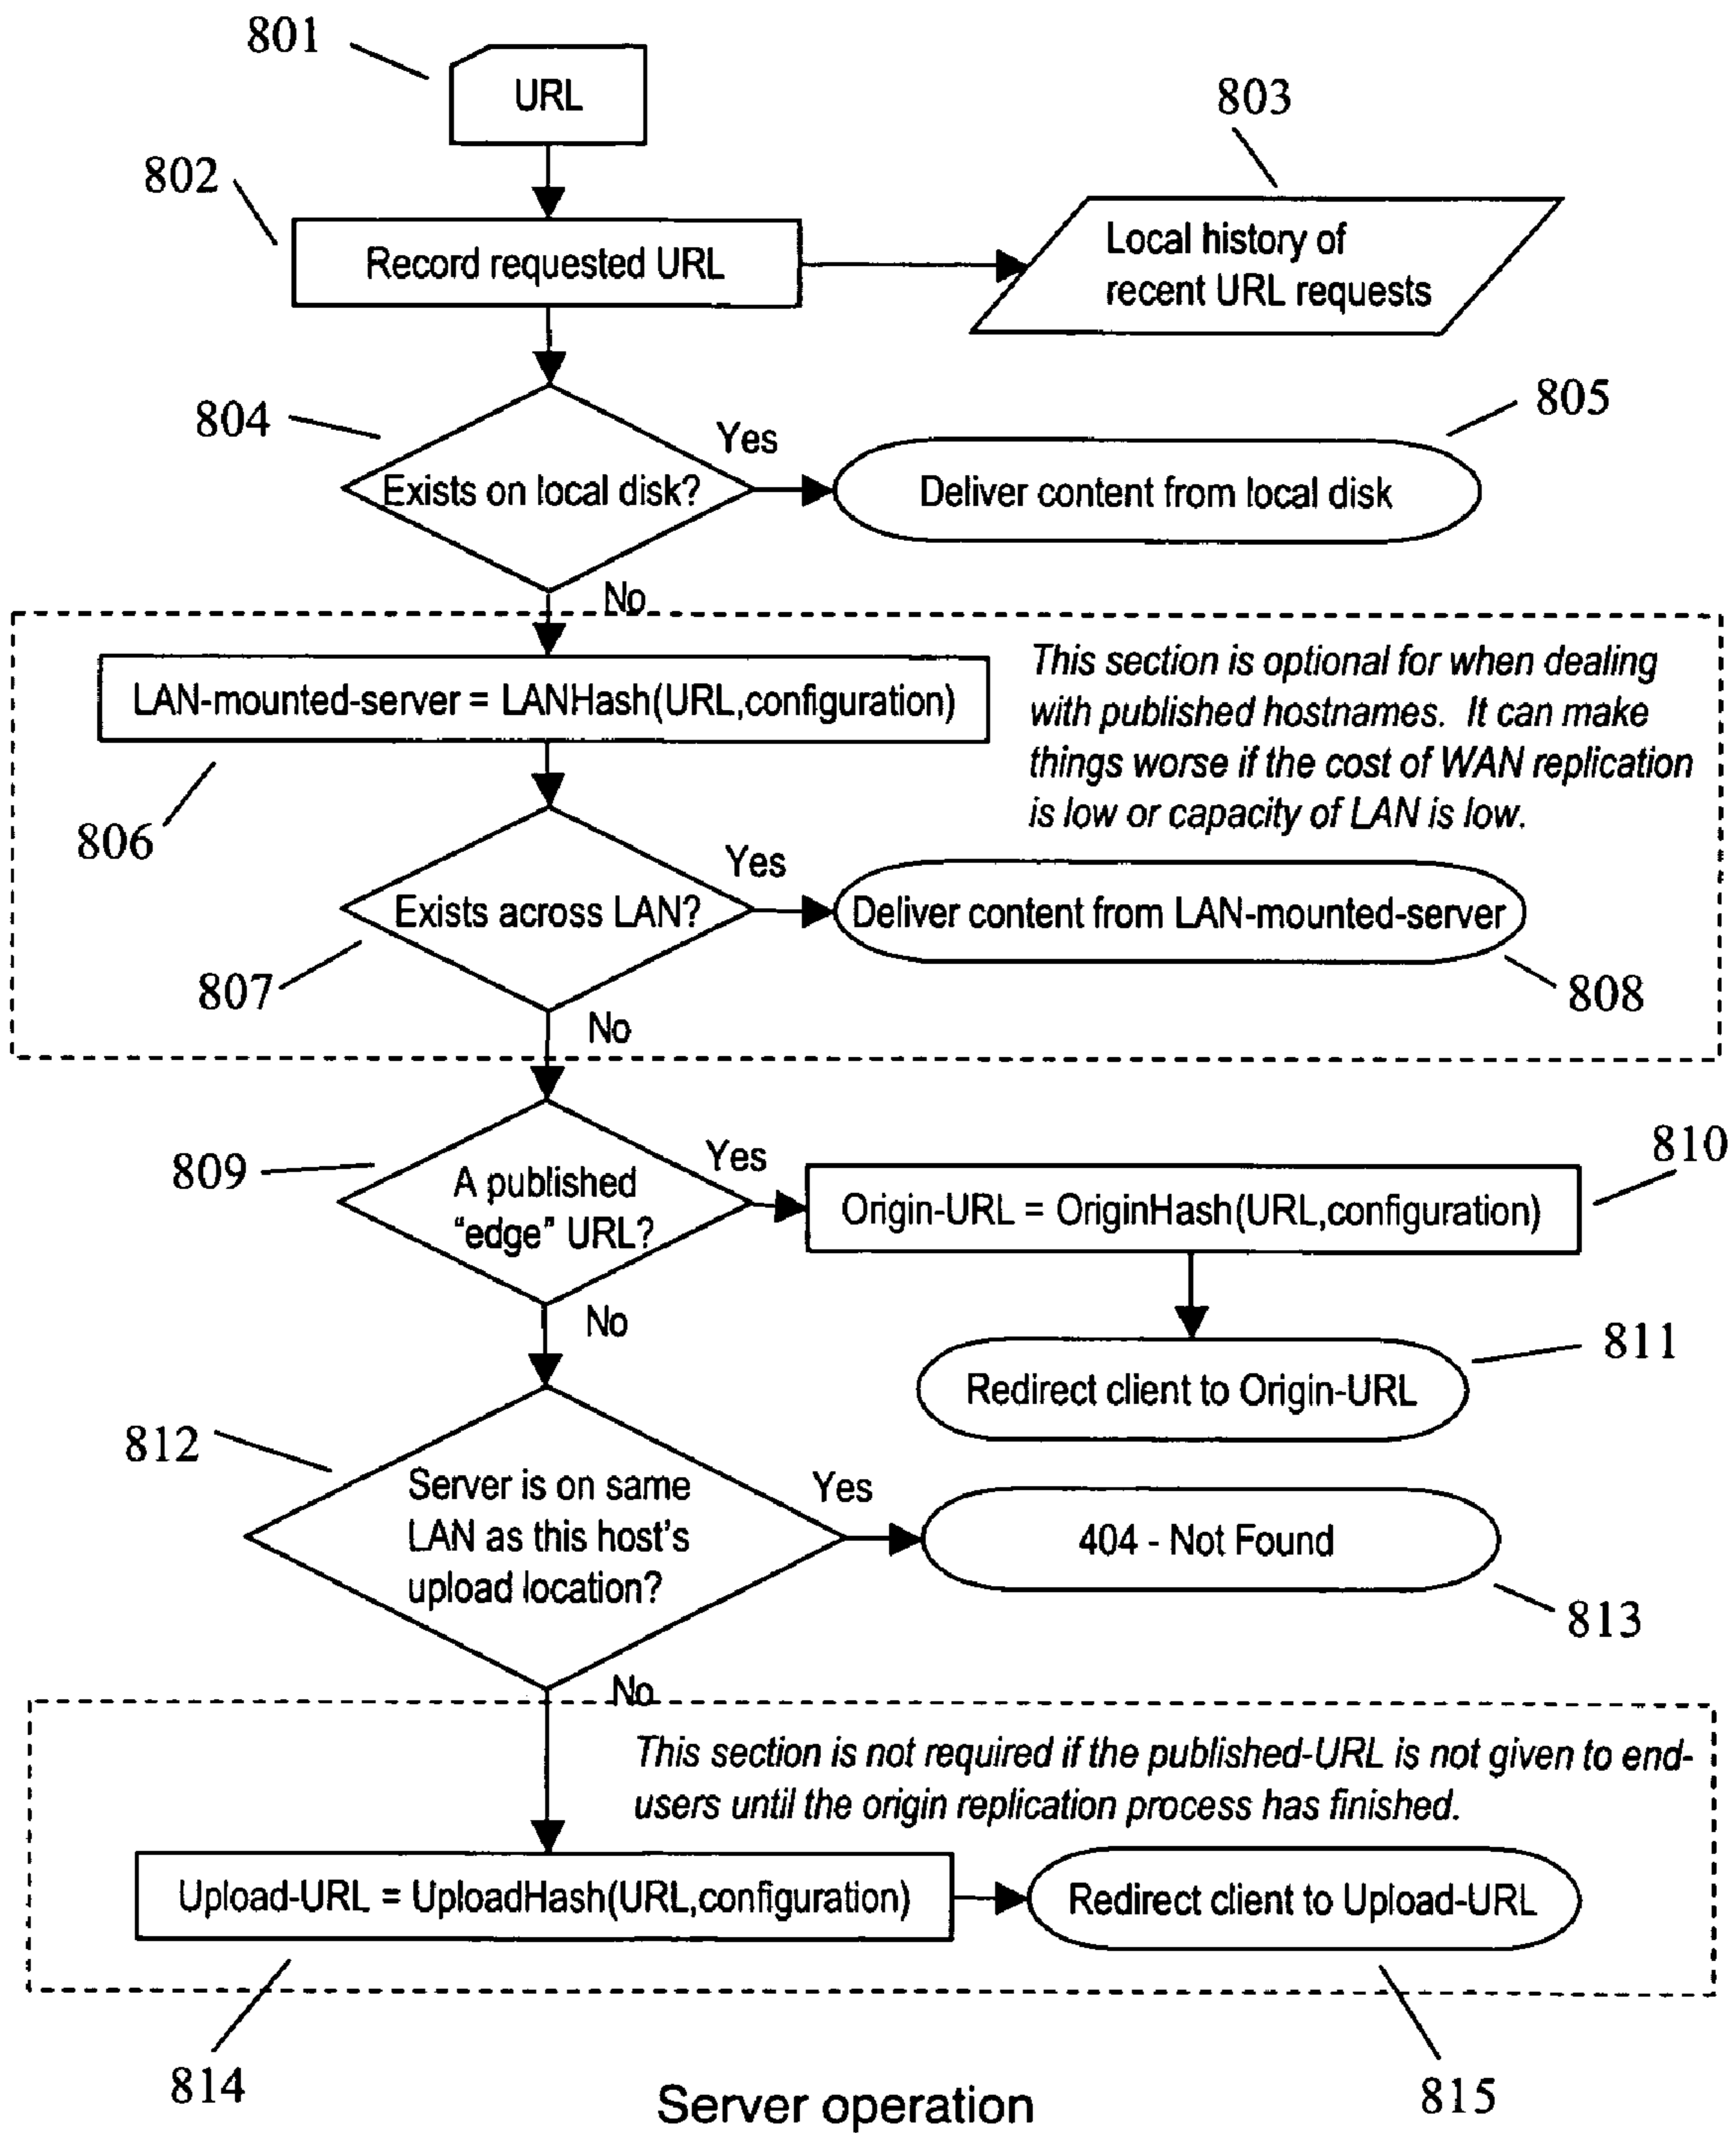 801
URL
803
802
Record requested URL
Local history of
recent URL requests
804
Yes
805
Exists on local disk?
Deliver content from local disk
No
LAN-mounted-server = LANHash(URL,configuration)
This section is optional for when dealing
with published hostnames.  It can make
things worse if the cost of WAN replication
is low or capacity of LAN is low.
806
Yes
Exists across LAN?
Deliver content from LAN-mounted-server
807
808
No
809
Yes
810
A published
“edge” URL?
Origin-URL = OriginHash(URL,configuration)
No
811
Redirect client to Origin-URL
812
Server is on same
LAN as this host’s
upload location?
Yes
404 - Not Found
813
No
This section is not required if the published-URL is not given to end-
users until the origin replication process has finished.
Upload-URL = UploadHash(URL,configuration)
Redirect client to Upload-URL
814
815
Server operation